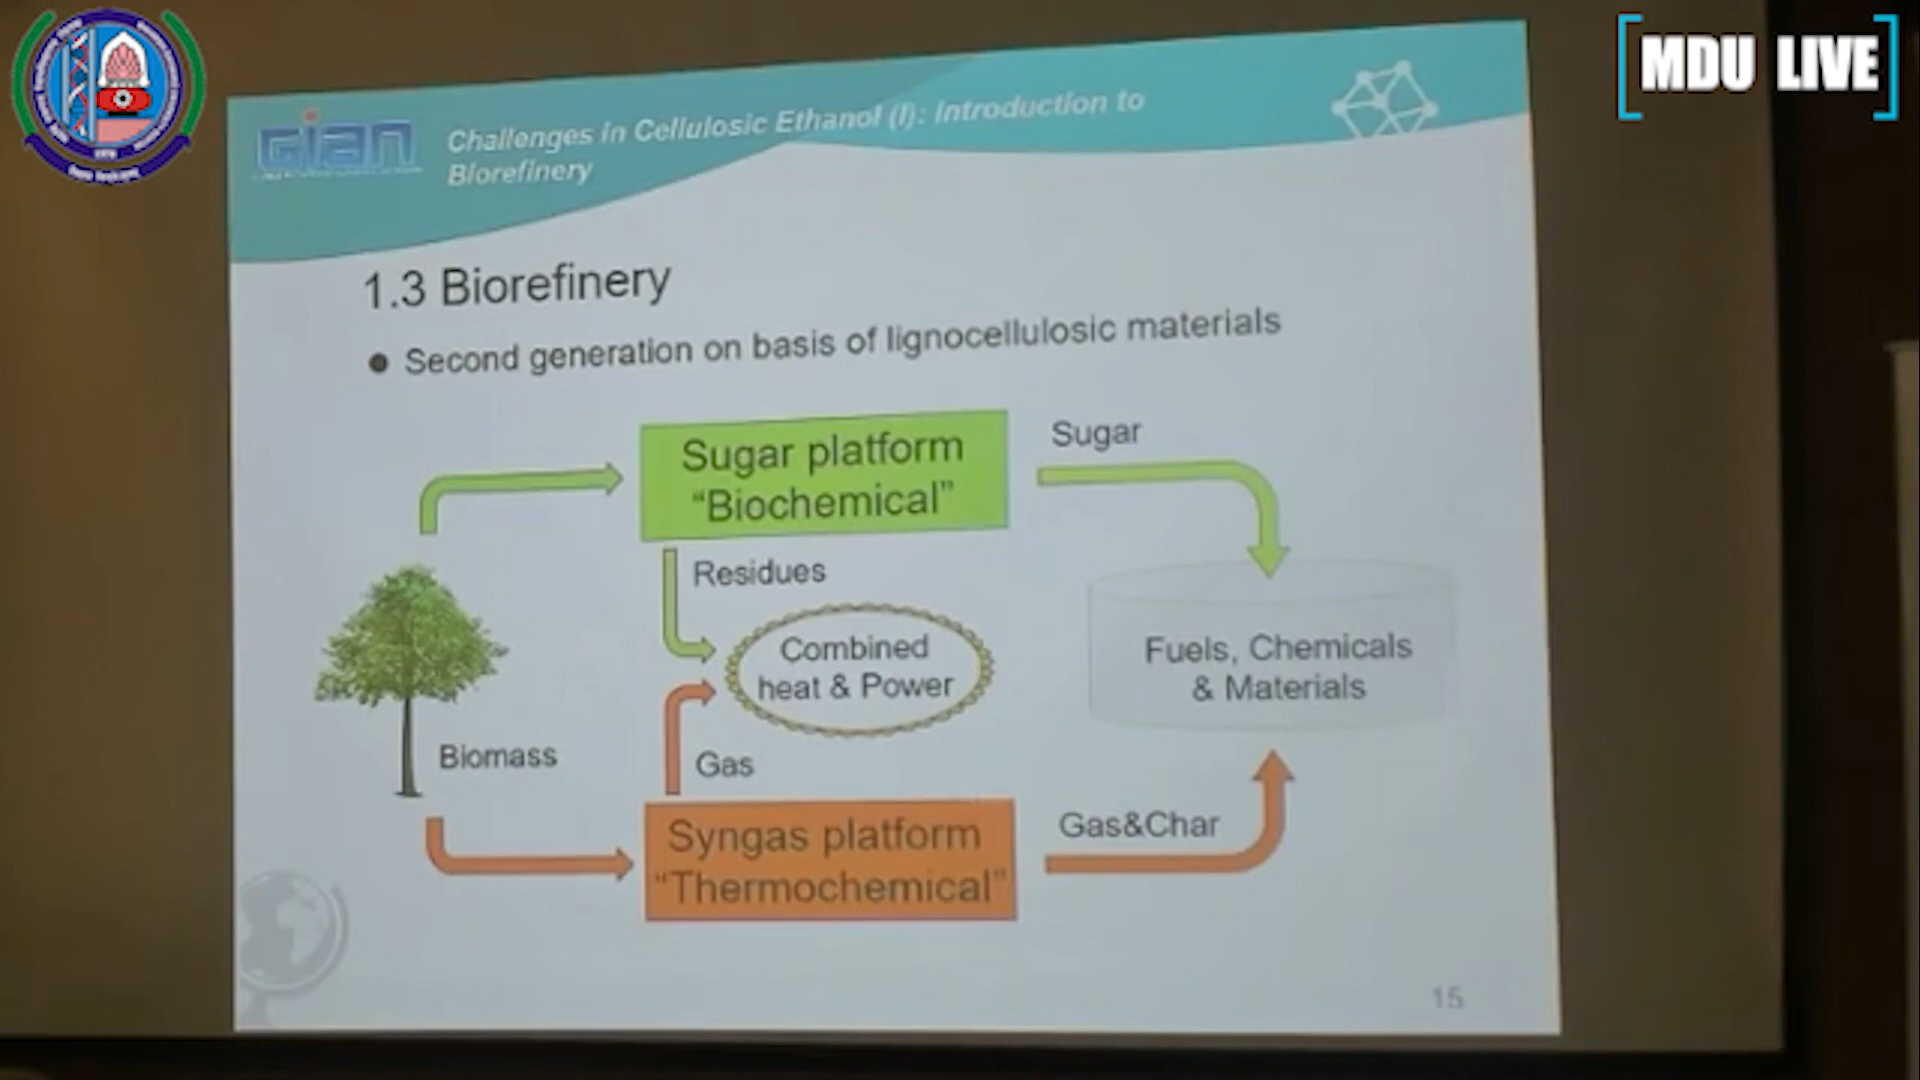 MDU LIVE
GIAN
Challenges in Cellulosic Ethanol (I): Introduction to
Biorefinery
1.3 Biorefinery
● Second generation on basis of lignocellulosic materials
Sugar platform
“Biochemical”
Sugar
Residues
Combined
heat & Power
Fuels, Chemicals
& Materials
Biomass
Gas
Syngas platform
“Thermochemical”
Gas&Char
15